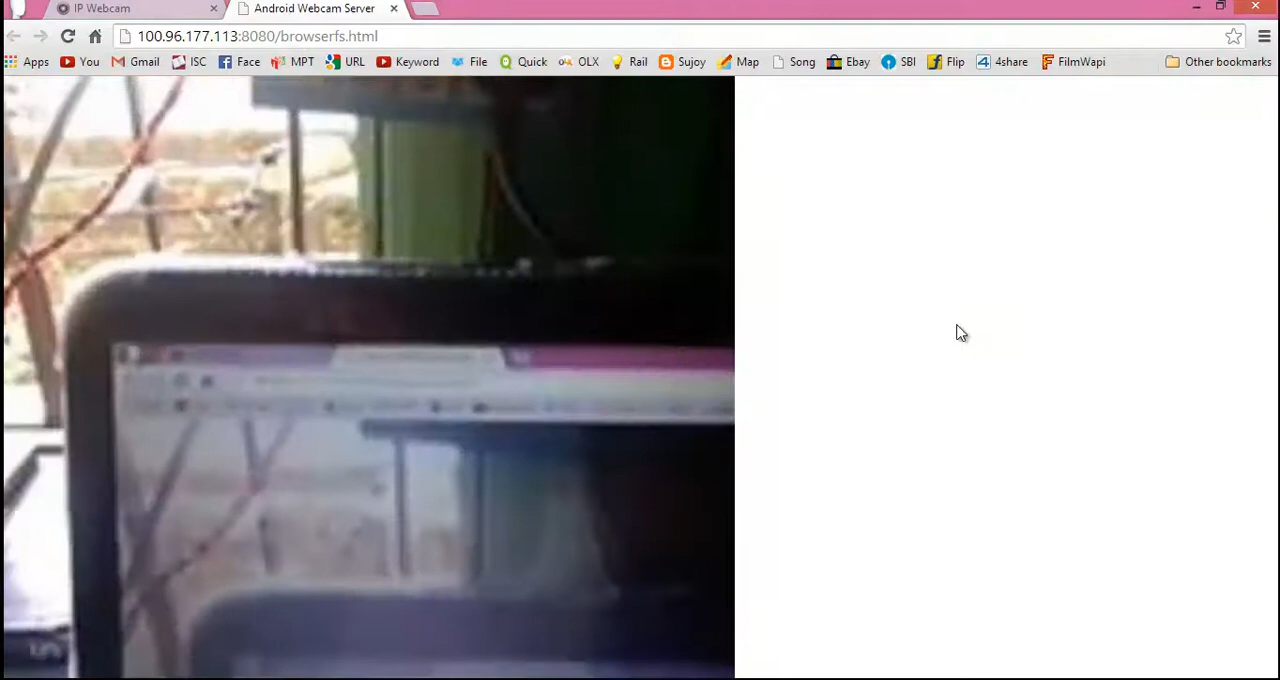 IP Webcam Android Webcam Server
100.96.177.113:8080/browserfs.html
Apps You Gmail ISC Face MPT URL Keyword File Quick OLX Rail Sujoy Map Song Ebay SBI Flip 4share FilmWapi Other bookmarks